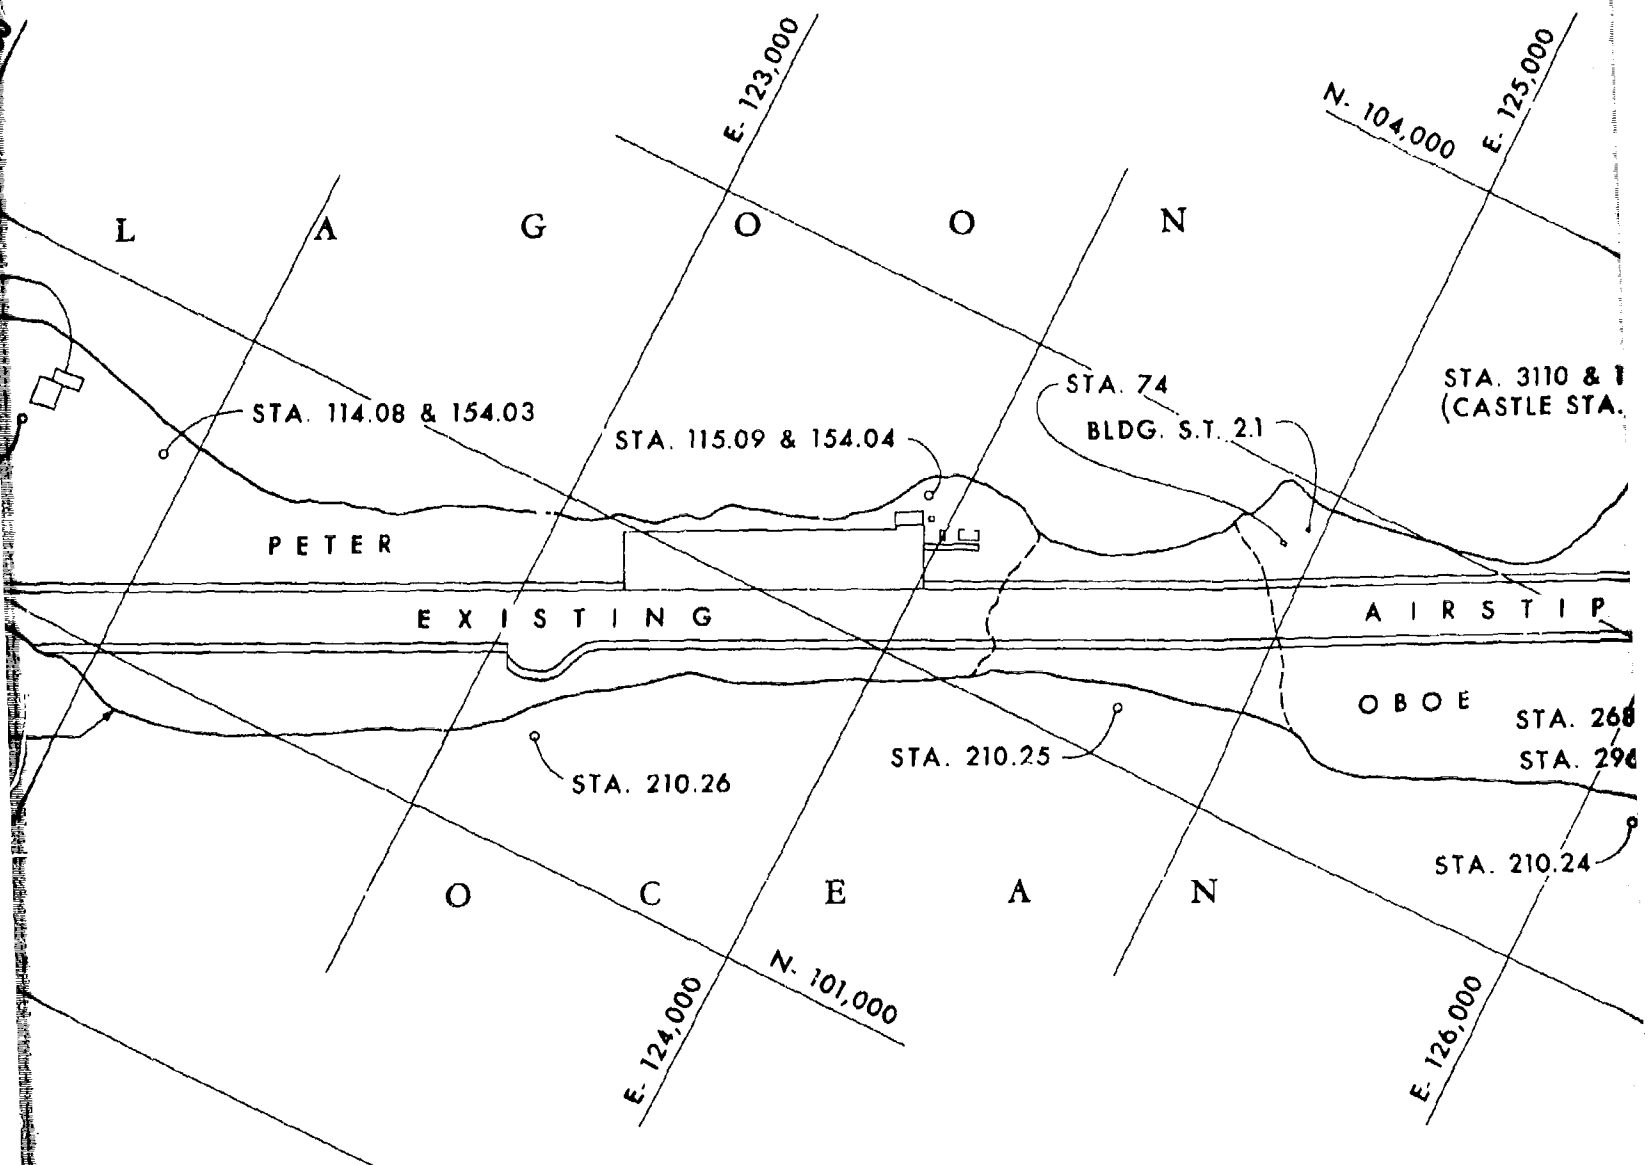 E- 123,000
E- 125,000
N- 104,000
L A G O O N
STA. 74
STA. 3110 & 1
(CASTLE STA.
STA. 114.08 & 154.03
STA. 115.09 & 154.04
BLDG. S.T. 2.1
PETER
EXISTING AIRSTIP
OBOE
STA. 268
STA. 296
STA. 210.25
STA. 210.26
STA. 210.24
O C E A N
N- 101,000
E- 124,000
E- 126,000